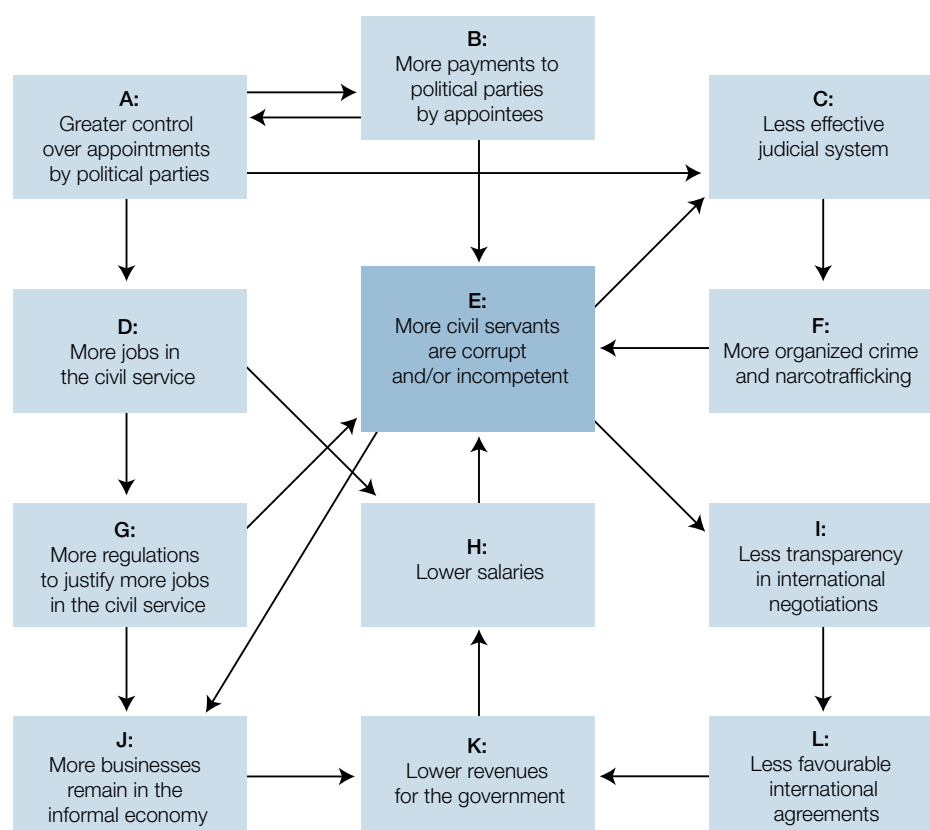 A:
Greater control
over appointments
by political parties
B:
More payments to
political parties
by appointees
C:
Less effective
judicial system
D:
More jobs in
the civil service
E:
More civil servants
are corrupt
and/or incompetent
F:
More organized crime
and narcotrafficking
G:
More regulations
to justify more jobs
in the civil service
H:
Lower salaries
I:
Less transparency
in international
negotiations
J:
More businesses
remain in the
informal economy
K:
Lower revenues
for the government
L:
Less favourable
international
agreements